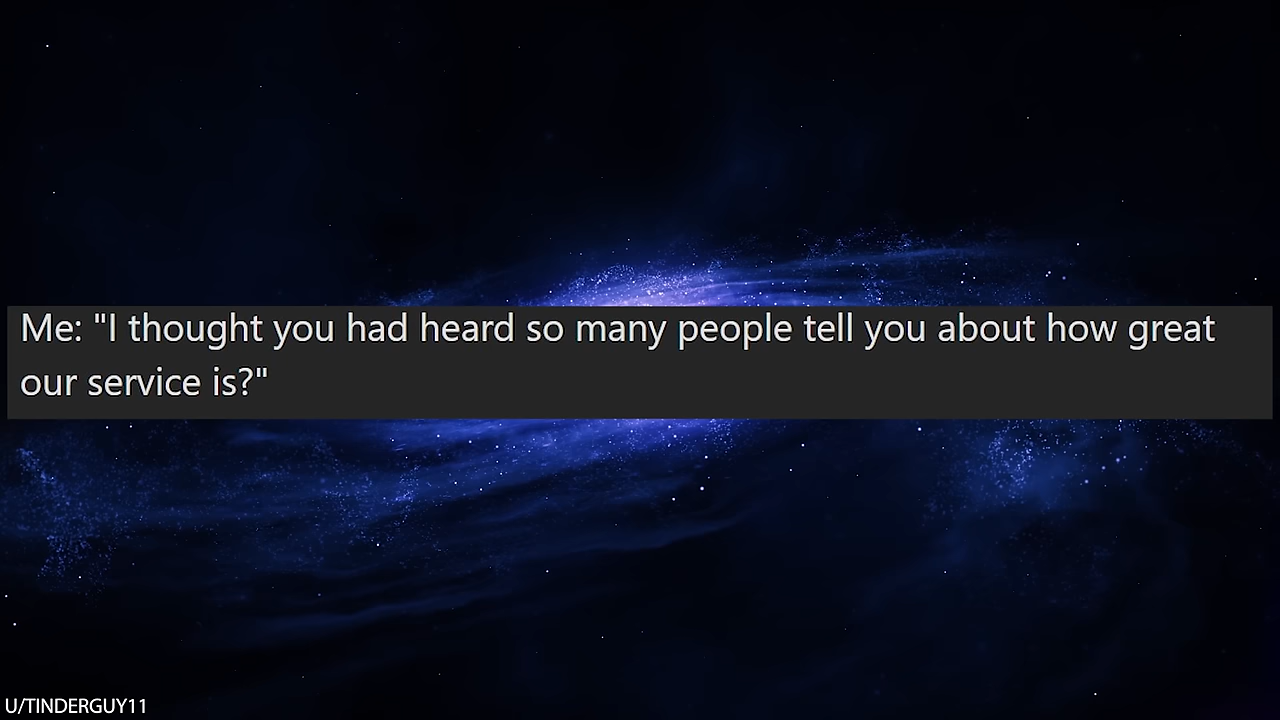 Me: "I thought you had heard so many people tell you about how great
our service is?"
U/TINDERGUY11